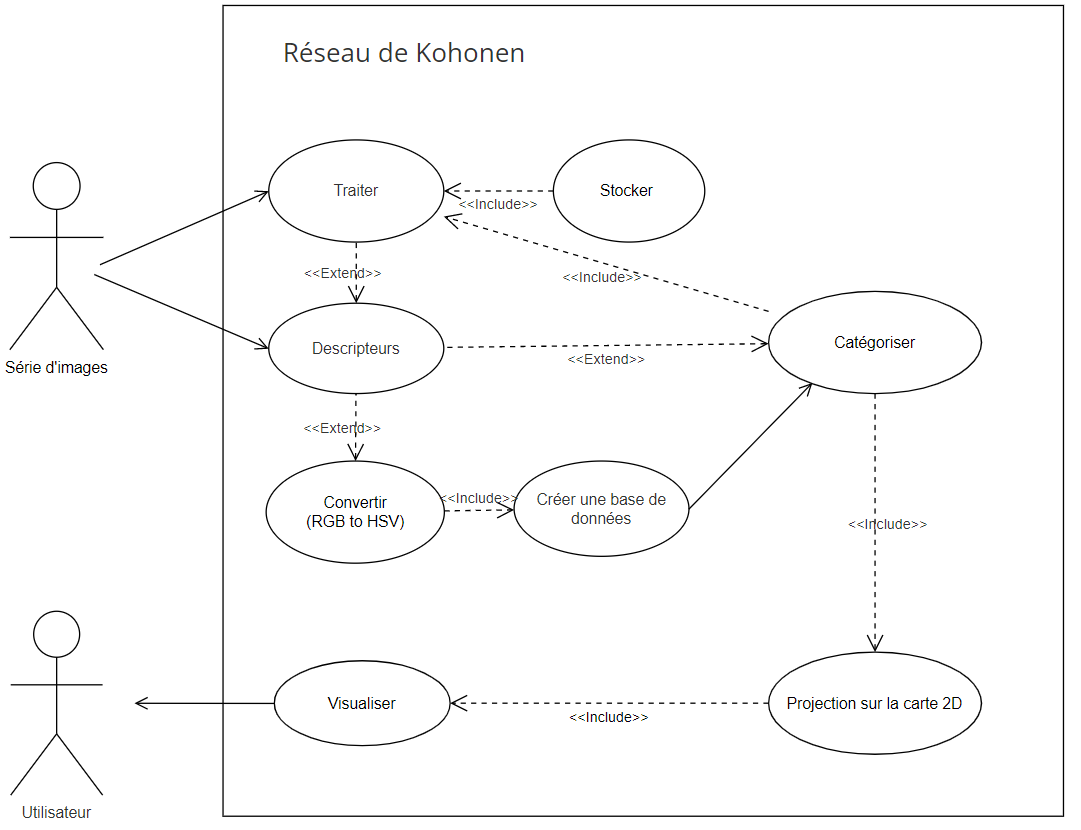 Réseau de Kohonen
Traiter
Stocker
<<Include>>
<<Extend>>
<<Include>>
Série d'images
Descripteurs
Catégoriser
<<Extend>>
<<Extend>>
Convertir
(RGB to HSV)
<<Include>>
Créer une base de
données
<<Include>>
Visualiser
Projection sur la carte 2D
<<Include>>
Utilisateur